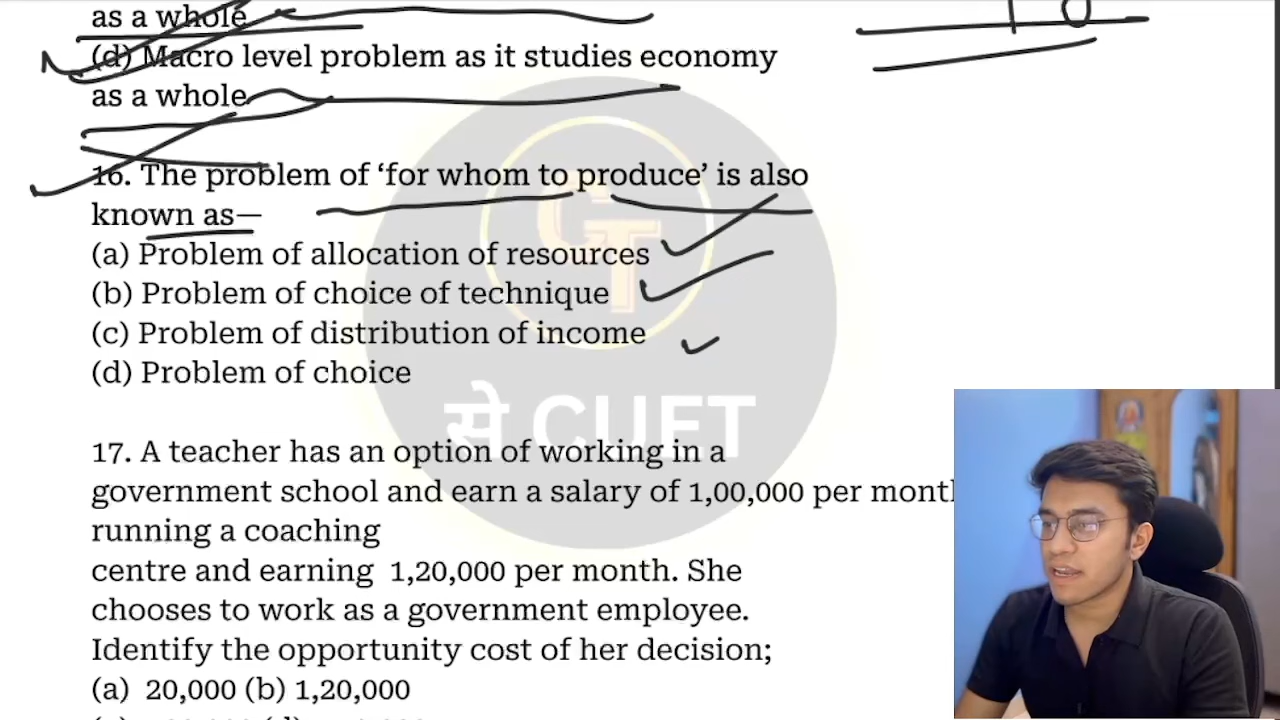 as a whole
(d) Macro level problem as it studies economy
as a whole
16. The problem of ‘for whom to produce’ is also
known as—
(a) Problem of allocation of resources
(b) Problem of choice of technique
(c) Problem of distribution of income
(d) Problem of choice
से CUET
17. A teacher has an option of working in a
government school and earn a salary of 1,00,000 per month
running a coaching
centre and earning 1,20,000 per month. She
chooses to work as a government employee.
Identify the opportunity cost of her decision;
(a) 20,000 (b) 1,20,000